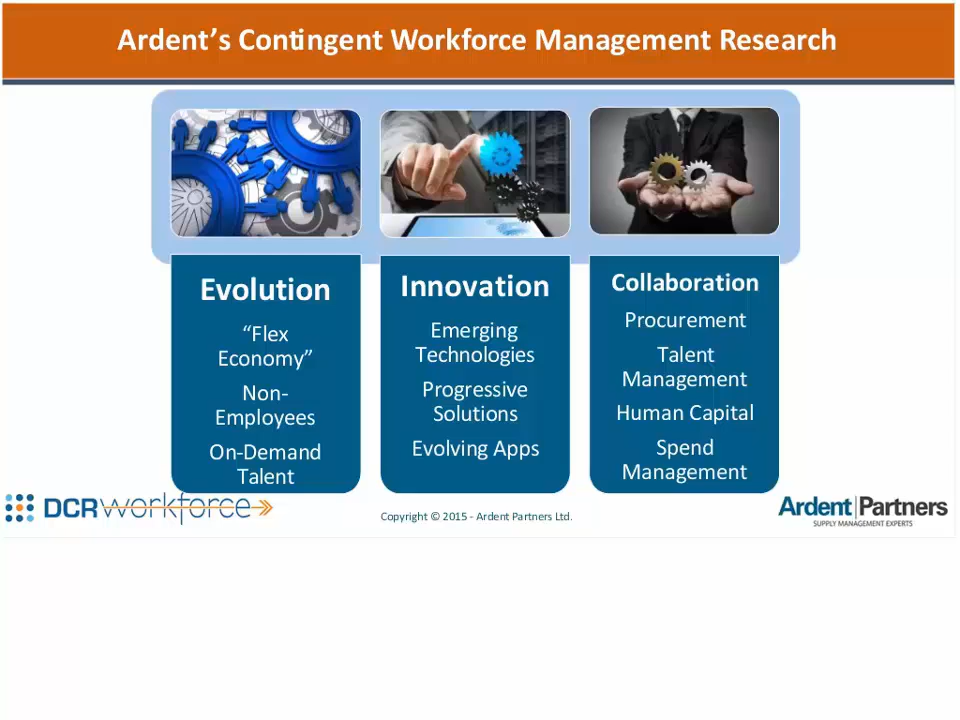 Ardent’s Contingent Workforce Management Research
Evolution
“Flex
Economy”
Non-
Employees
On-Demand
Talent
Innovation
Emerging
Technologies
Progressive
Solutions
Evolving Apps
Collaboration
Procurement
Talent
Management
Human Capital
Spend
Management
DCRworkforce
Copyright © 2015 - Ardent Partners Ltd.
Ardent|Partners
SUPPLY MANAGEMENT EXPERTS